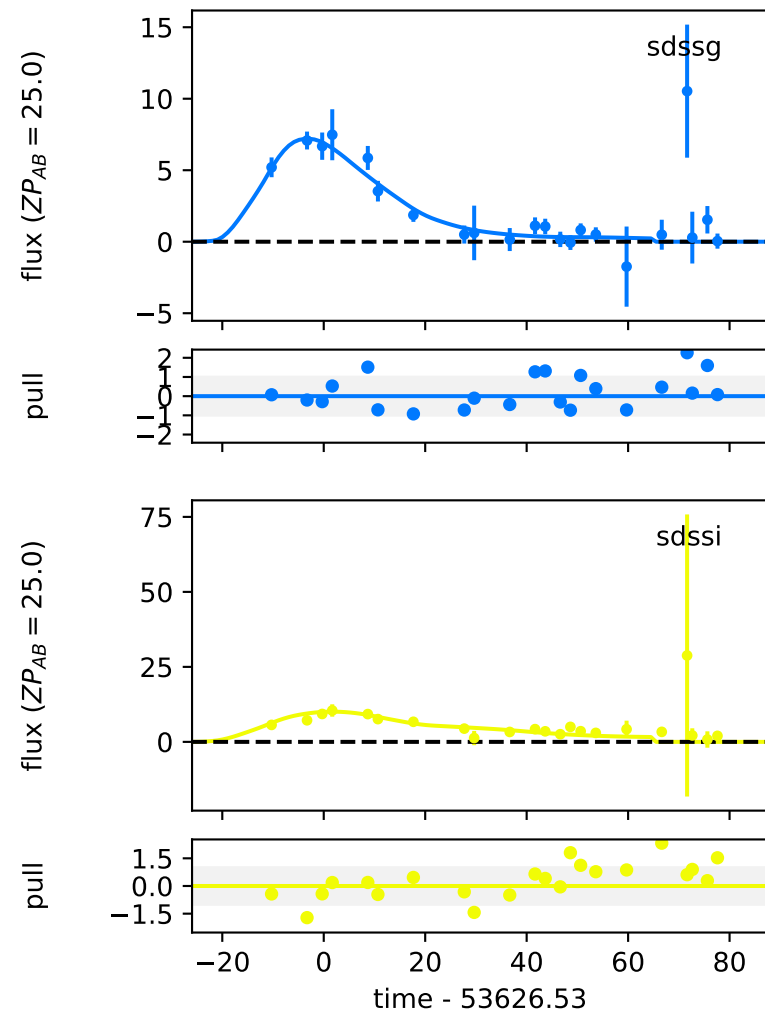 15
sdssg
10
5
0
−5
flux (ZP_AB = 25.0)
2
1
0
−1
−2
pull
75
sdssi
50
25
0
flux (ZP_AB = 25.0)
1.5
0.0
−1.5
pull
−20 0 20 40 60 80
time - 53626.53